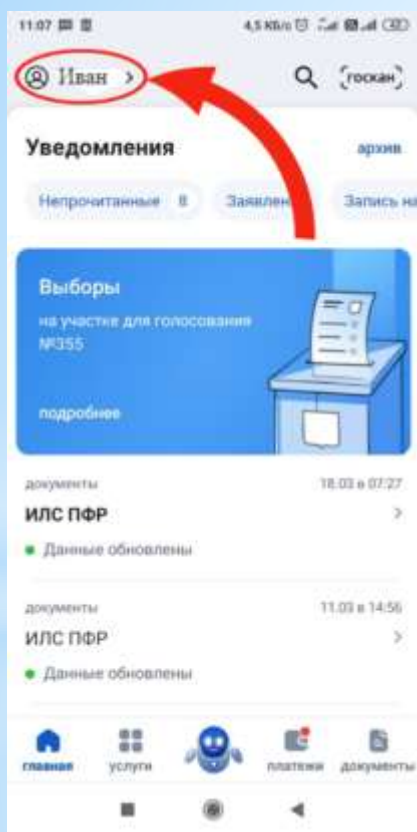 11:07
4,5 КБ/с
Иван >
госкан
Уведомления
архив
Непрочитанные 8
Заявлен
Запись на
Выборы
на участке для голосования
№355
подробнее
документы
18.03 в 07:27
ИЛС ПФР
Данные обновлены
документы
11.03 в 14:56
ИЛС ПФР
Данные обновлены
главная
услуги
платежи
документы